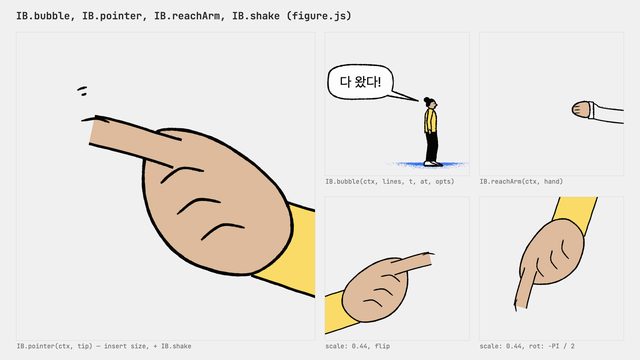 IB.bubble, IB.pointer, IB.reachArm, IB.shake (figure.js)
다 왔다!
IB.bubble(ctx, lines, t, at, opts)
IB.reachArm(ctx, hand)
IB.pointer(ctx, tip) — insert size, + IB.shake
scale: 0.44, flip
scale: 0.44, rot: -PI / 2